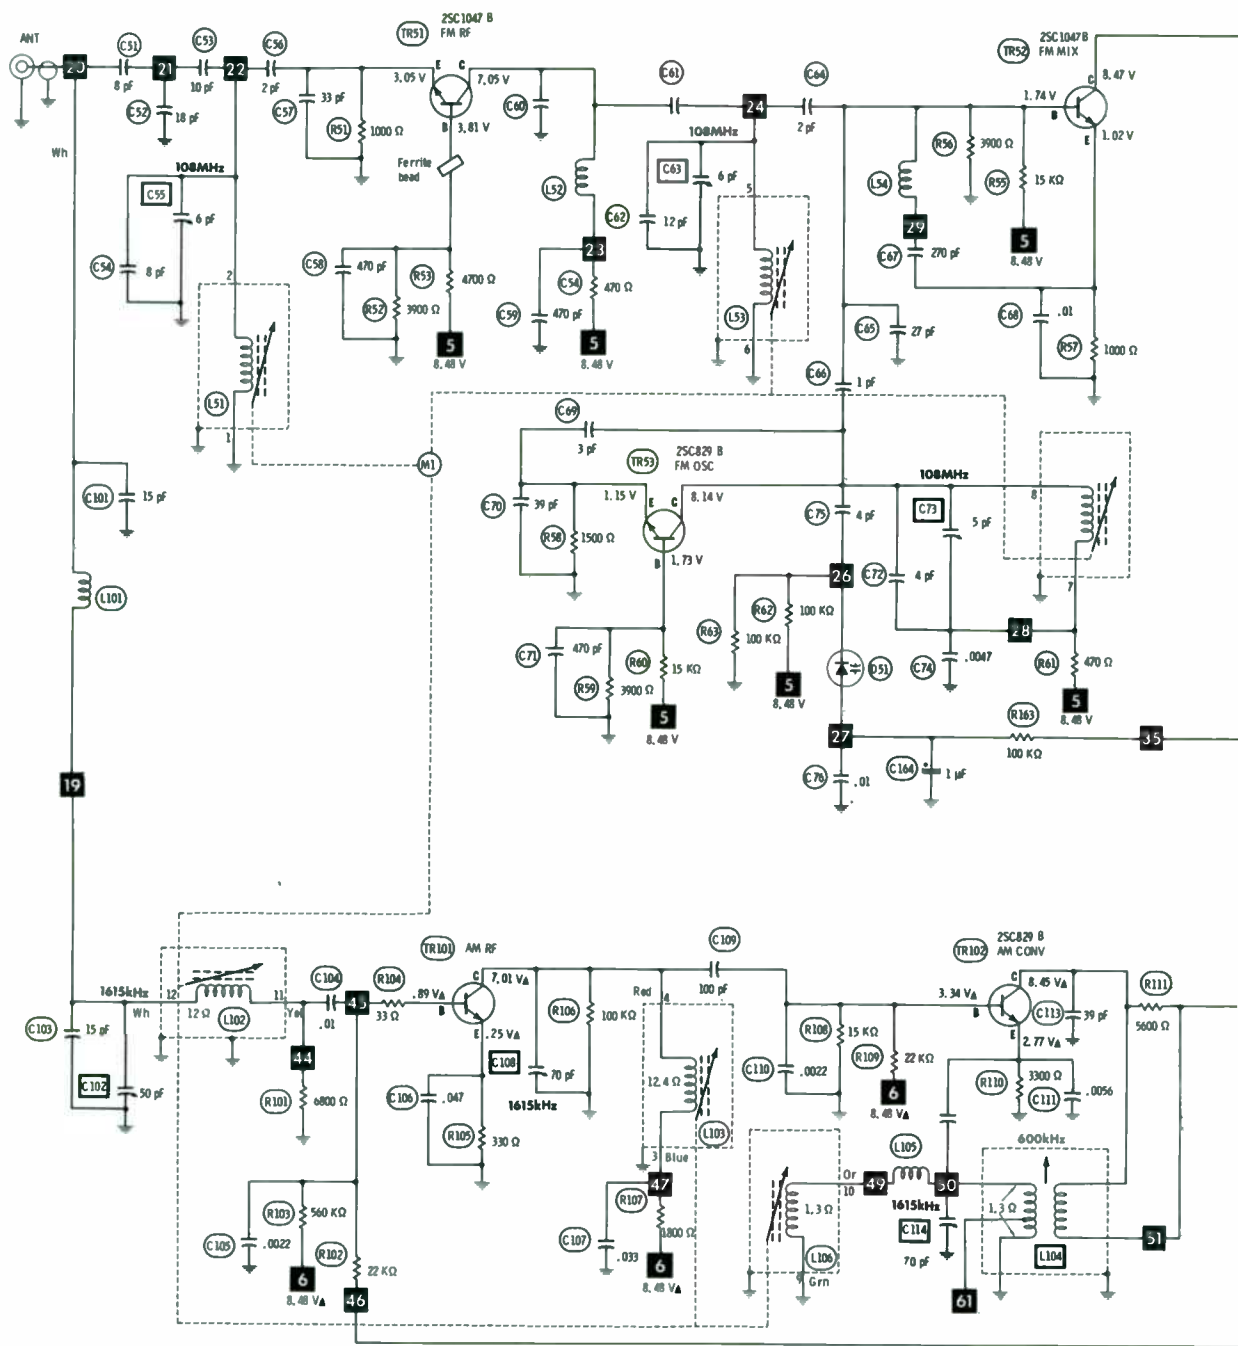 2SC1047 B
FM RF
TR51
2SC1047 B
FM MIX
TR52
ANT
20
C51
8 pf
21
C52
18 pf
C53
10 pf
22
C56
2 pf
C57
33 pf
R51
1000 Ω
3.05 V
E
C
7.05 V
B
3.81 V
Ferrite
bead
C60
C61
24
C64
2 pf
108MHz
C63
6 pf
C62
12 pf
L52
23
C54
470 Ω
C59
470 pf
5
8.48 V
5
L53
6
1.74 V
B
C
8.47 V
E
1.02 V
R56
3900 Ω
R55
15 KΩ
5
8.48 V
L54
29
C67
270 pf
C68
.01
R57
1000 Ω
C65
27 pf
C66
1 pf
Wh
108MHz
C55
6 pf
C54
8 pf
2
L51
1
C58
470 pf
R52
3900 Ω
R53
4700 Ω
5
8.48 V
M1
C69
3 pf
TR53
2SC829 B
FM OSC
1.15 V
E
C
8.14 V
B
1.73 V
C70
39 pf
R58
1500 Ω
C71
470 pf
R59
3900 Ω
R60
15 KΩ
5
8.48 V
C75
4 pf
26
R62
100 KΩ
R63
100 KΩ
5
8.48 V
D51
27
C76
.01
C72
4 pf
108MHz
C73
5 pf
8
7
28
C74
.0047
R61
470 Ω
5
8.48 V
R163
100 KΩ
35
C164
1 µF
C101
15 pf
L101
19
1615kHz
Wh
12
12 Ω
L102
11
Yel
C103
15 pf
C102
50 pf
C104
.01
45
R104
33 Ω
44
R101
6800 Ω
TR101
AM RF
.89 V▲
B
C
7.01 V▲
E
.25 V▲
C106
.047
R105
330 Ω
C108
70 pf
1615kHz
R106
100 KΩ
Red
4
12.4 Ω
L103
3
Blue
47
R107
1800Ω
C107
.033
6
8.48 V▲
C109
100 pf
C110
.0022
R108
15 KΩ
R109
22 KΩ
6
8.48 V▲
TR102
2SC829 B
AM CONV
3.34 V▲
B
C
8.45 V▲
E
2.77 V▲
C113
39 pf
R111
5600 Ω
R110
3300 Ω
C111
.0056
R103
560 KΩ
C105
.0022
6
8.48 V▲
R102
22 KΩ
46
1.3 Ω
L106
Grn
Or
10
49
L105
50
1615kHz
C114
70 pf
600kHz
1.3 Ω
L104
51
61